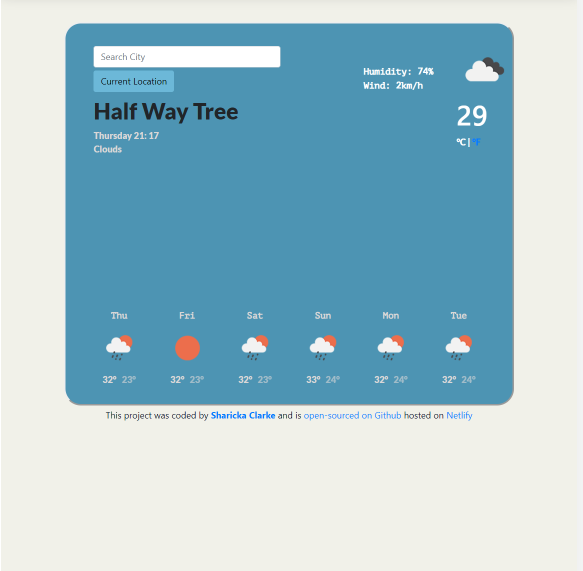 Search City
Current Location
Humidity: 74%
Wind: 2km/h
Half Way Tree
29
Thursday 21: 17
°C|°F
Clouds
Thu Fri Sat Sun Mon Tue
32° 23° 32° 23° 32° 23° 33° 24° 32° 24° 32° 24°
This project was coded by Sharicka Clarke and is open-sourced on Github hosted on Netlify